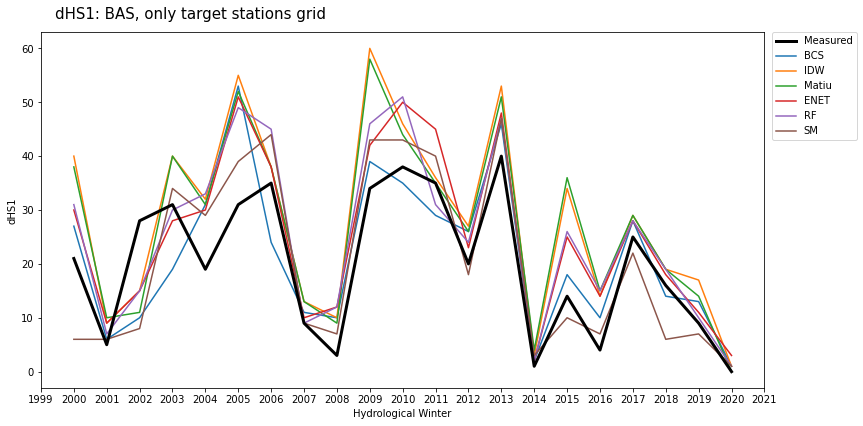 dHS1: BAS, only target stations grid
Measured
BCS
IDW
Matiu
ENET
RF
SM
60
50
40
30
20
10
0
dHS1
1999 2000 2001 2002 2003 2004 2005 2006 2007 2008 2009 2010 2011 2012 2013 2014 2015 2016 2017 2018 2019 2020 2021
Hydrological Winter